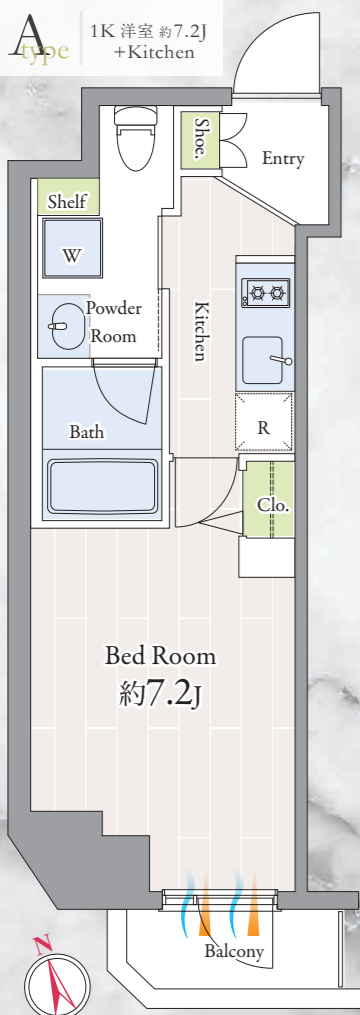 A type
1K 洋室 約7.2J
+Kitchen
Shoe.
Entry
Shelf
W
Powder
Room
Kitchen
Bath
R
Clo.
Bed Room
約7.2J
Balcony
N